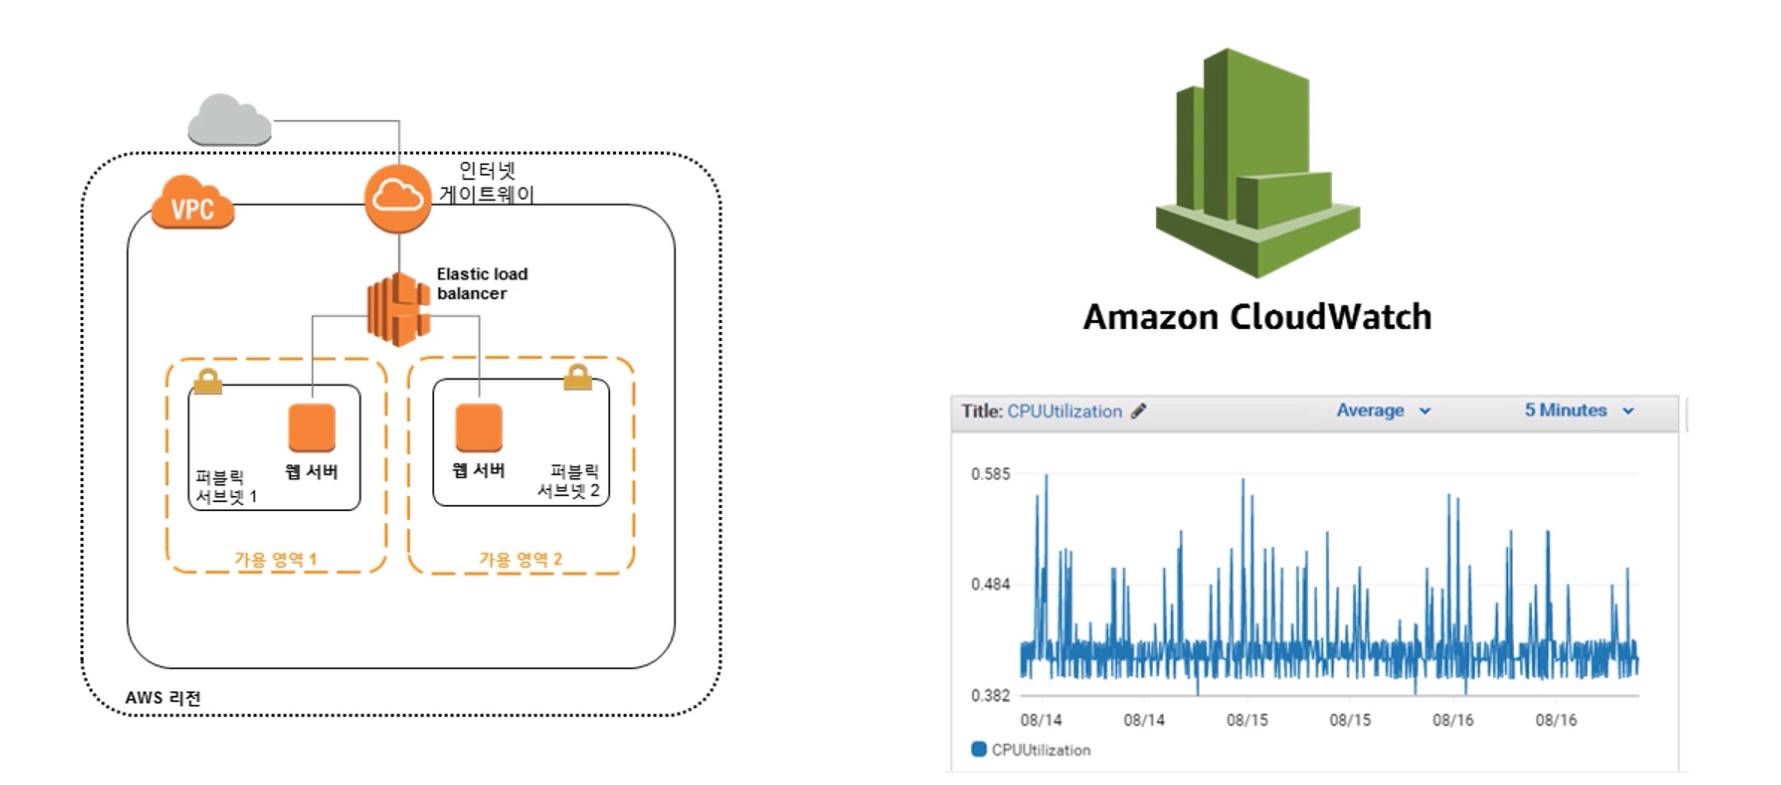 인터넷
게이트웨이
VPC
Elastic load
balancer
웹 서버
퍼블릭
서브넷 1
웹 서버
퍼블릭
서브넷 2
가용 영역 1
가용 영역 2
AWS 리전
Amazon CloudWatch
Title: CPUUtilization Average 5 Minutes
0.585
0.484
0.382
08/14 08/14 08/15 08/15 08/16 08/16
CPUUtilization